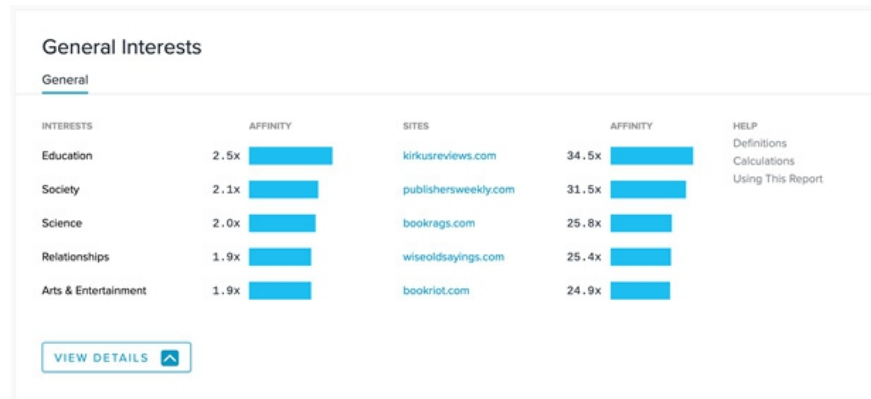 General Interests
General
INTERESTS AFFINITY SITES AFFINITY HELP
Definitions
Education 2.5x kirkusreviews.com 34.5x
Calculations
Using This Report
Society 2.1x publishersweekly.com 31.5x
Science 2.0x bookrags.com 25.8x
Relationships 1.9x wiseoldsayings.com 25.4x
Arts & Entertainment 1.9x bookriot.com 24.9x
VIEW DETAILS